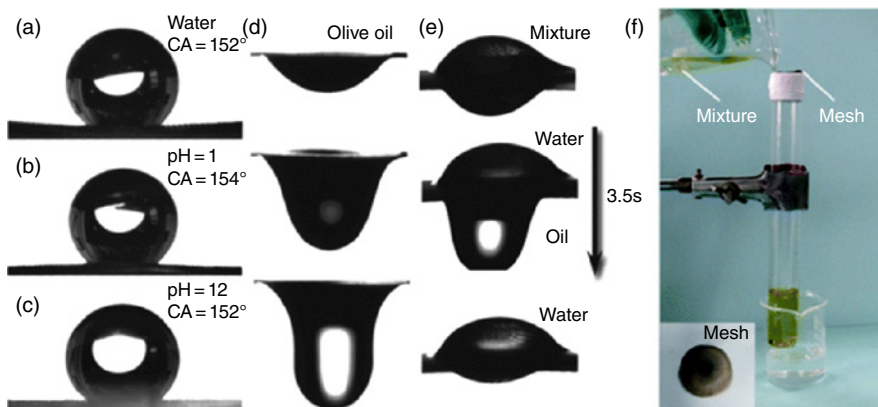 (a)
Water
CA = 152°
(b)
pH = 1
CA = 154°
(c)
pH = 12
CA = 152°
(d)
Olive oil
(e)
Mixture
Water
Oil
3.5s
Water
(f)
Mixture
Mesh
Mesh